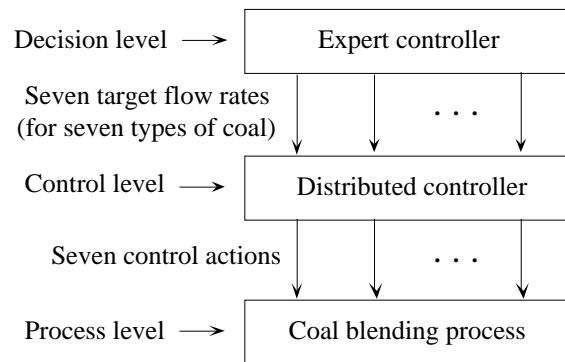 Decision level
Expert controller
Seven target flow rates
(for seven types of coal)
. . .
Control level
Distributed controller
Seven control actions
. . .
Process level
Coal blending process